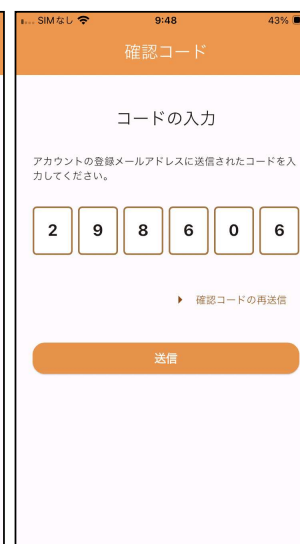 SIMなし
9:48
43%
確認コード
コードの入力
アカウントの登録メールアドレスに送信されたコードを入
力してください。
2 9 8 6 0 6
確認コードの再送信
送信